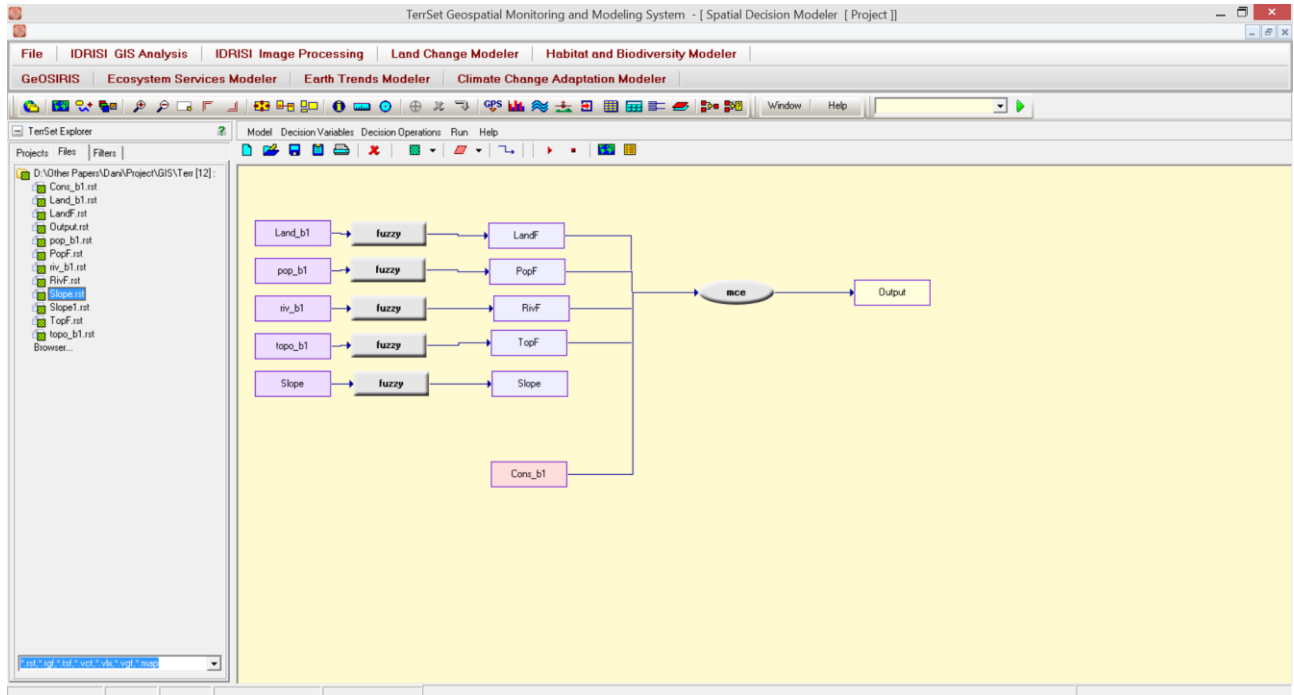 TerrSet Geospatial Monitoring and Modeling System - [ Spatial Decision Modeler [ Project ]]
File IDRISI GIS Analysis IDRISI Image Processing Land Change Modeler Habitat and Biodiversity Modeler
GeOSIRIS Ecosystem Services Modeler Earth Trends Modeler Climate Change Adaptation Modeler
GPS Window Help
TerrSet Explorer ?
Model Decision Variables Decision Operations Run Help
Projects Files Filters
D:\Other Papers\Dani\Project\GIS\Terr [12] :
Cons_b1.rst
Land_b1.rst
LandF.rst
Output.rst
pop_b1.rst
PopF.rst
riv_b1.rst
RivF.rst
Slope.rst
Slope1.rst
TopF.rst
topo_b1.rst
Browser...
Land_b1 fuzzy LandF
pop_b1 fuzzy PopF
mce Output
riv_b1 fuzzy RivF
topo_b1 fuzzy TopF
Slope fuzzy Slope
Cons_b1
*.rst,*.rgf,*.tsf,*.vct,*.vlx,*.vgf,*.map